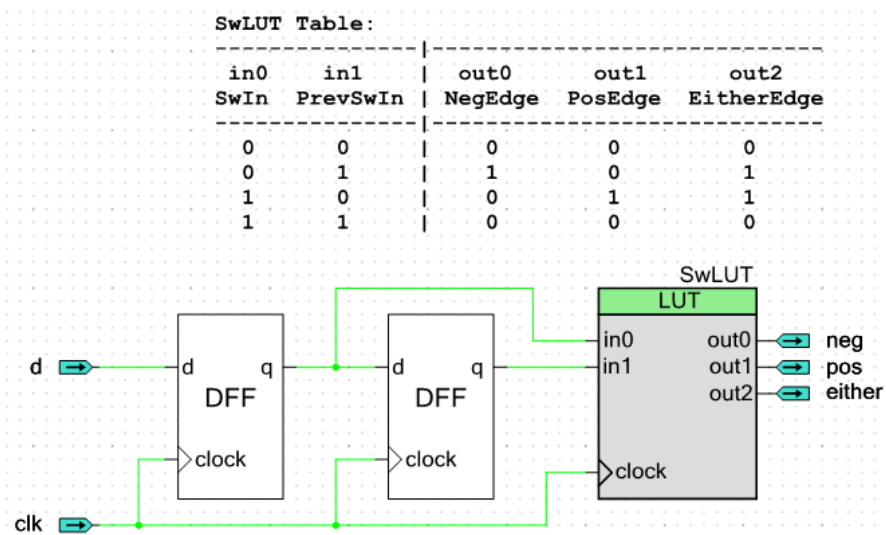 SwLUT Table:
in0 in1 | out0 out1 out2
SwIn PrevSwIn | NegEdge PosEdge EitherEdge
0 0 | 0 0 0
0 1 | 1 0 1
1 0 | 0 1 1
1 1 | 0 0 0
SwLUT
LUT
in0 out0 neg
d d q d q in1 out1 pos
DFF DFF out2 either
clock clock clock
clk